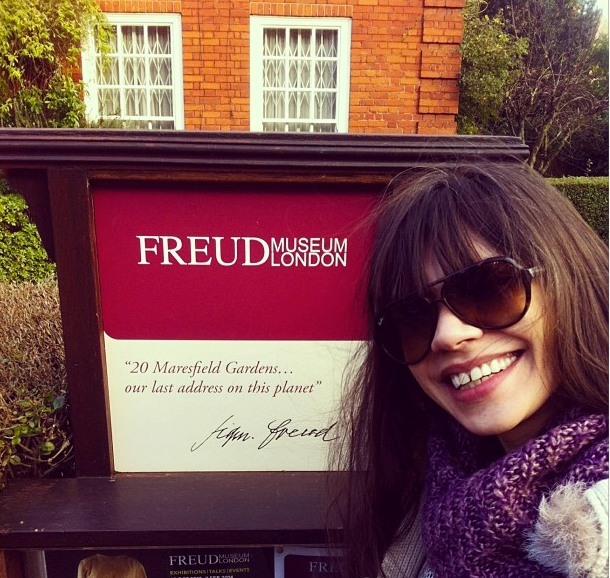 FREUD MUSEUM LONDON
“20 Maresfield Gardens...
our last address on this planet”
Sigm. Freud
FREUD MUSEUM LONDON
EXHIBITIONS|TALKS|EVENTS
FREU